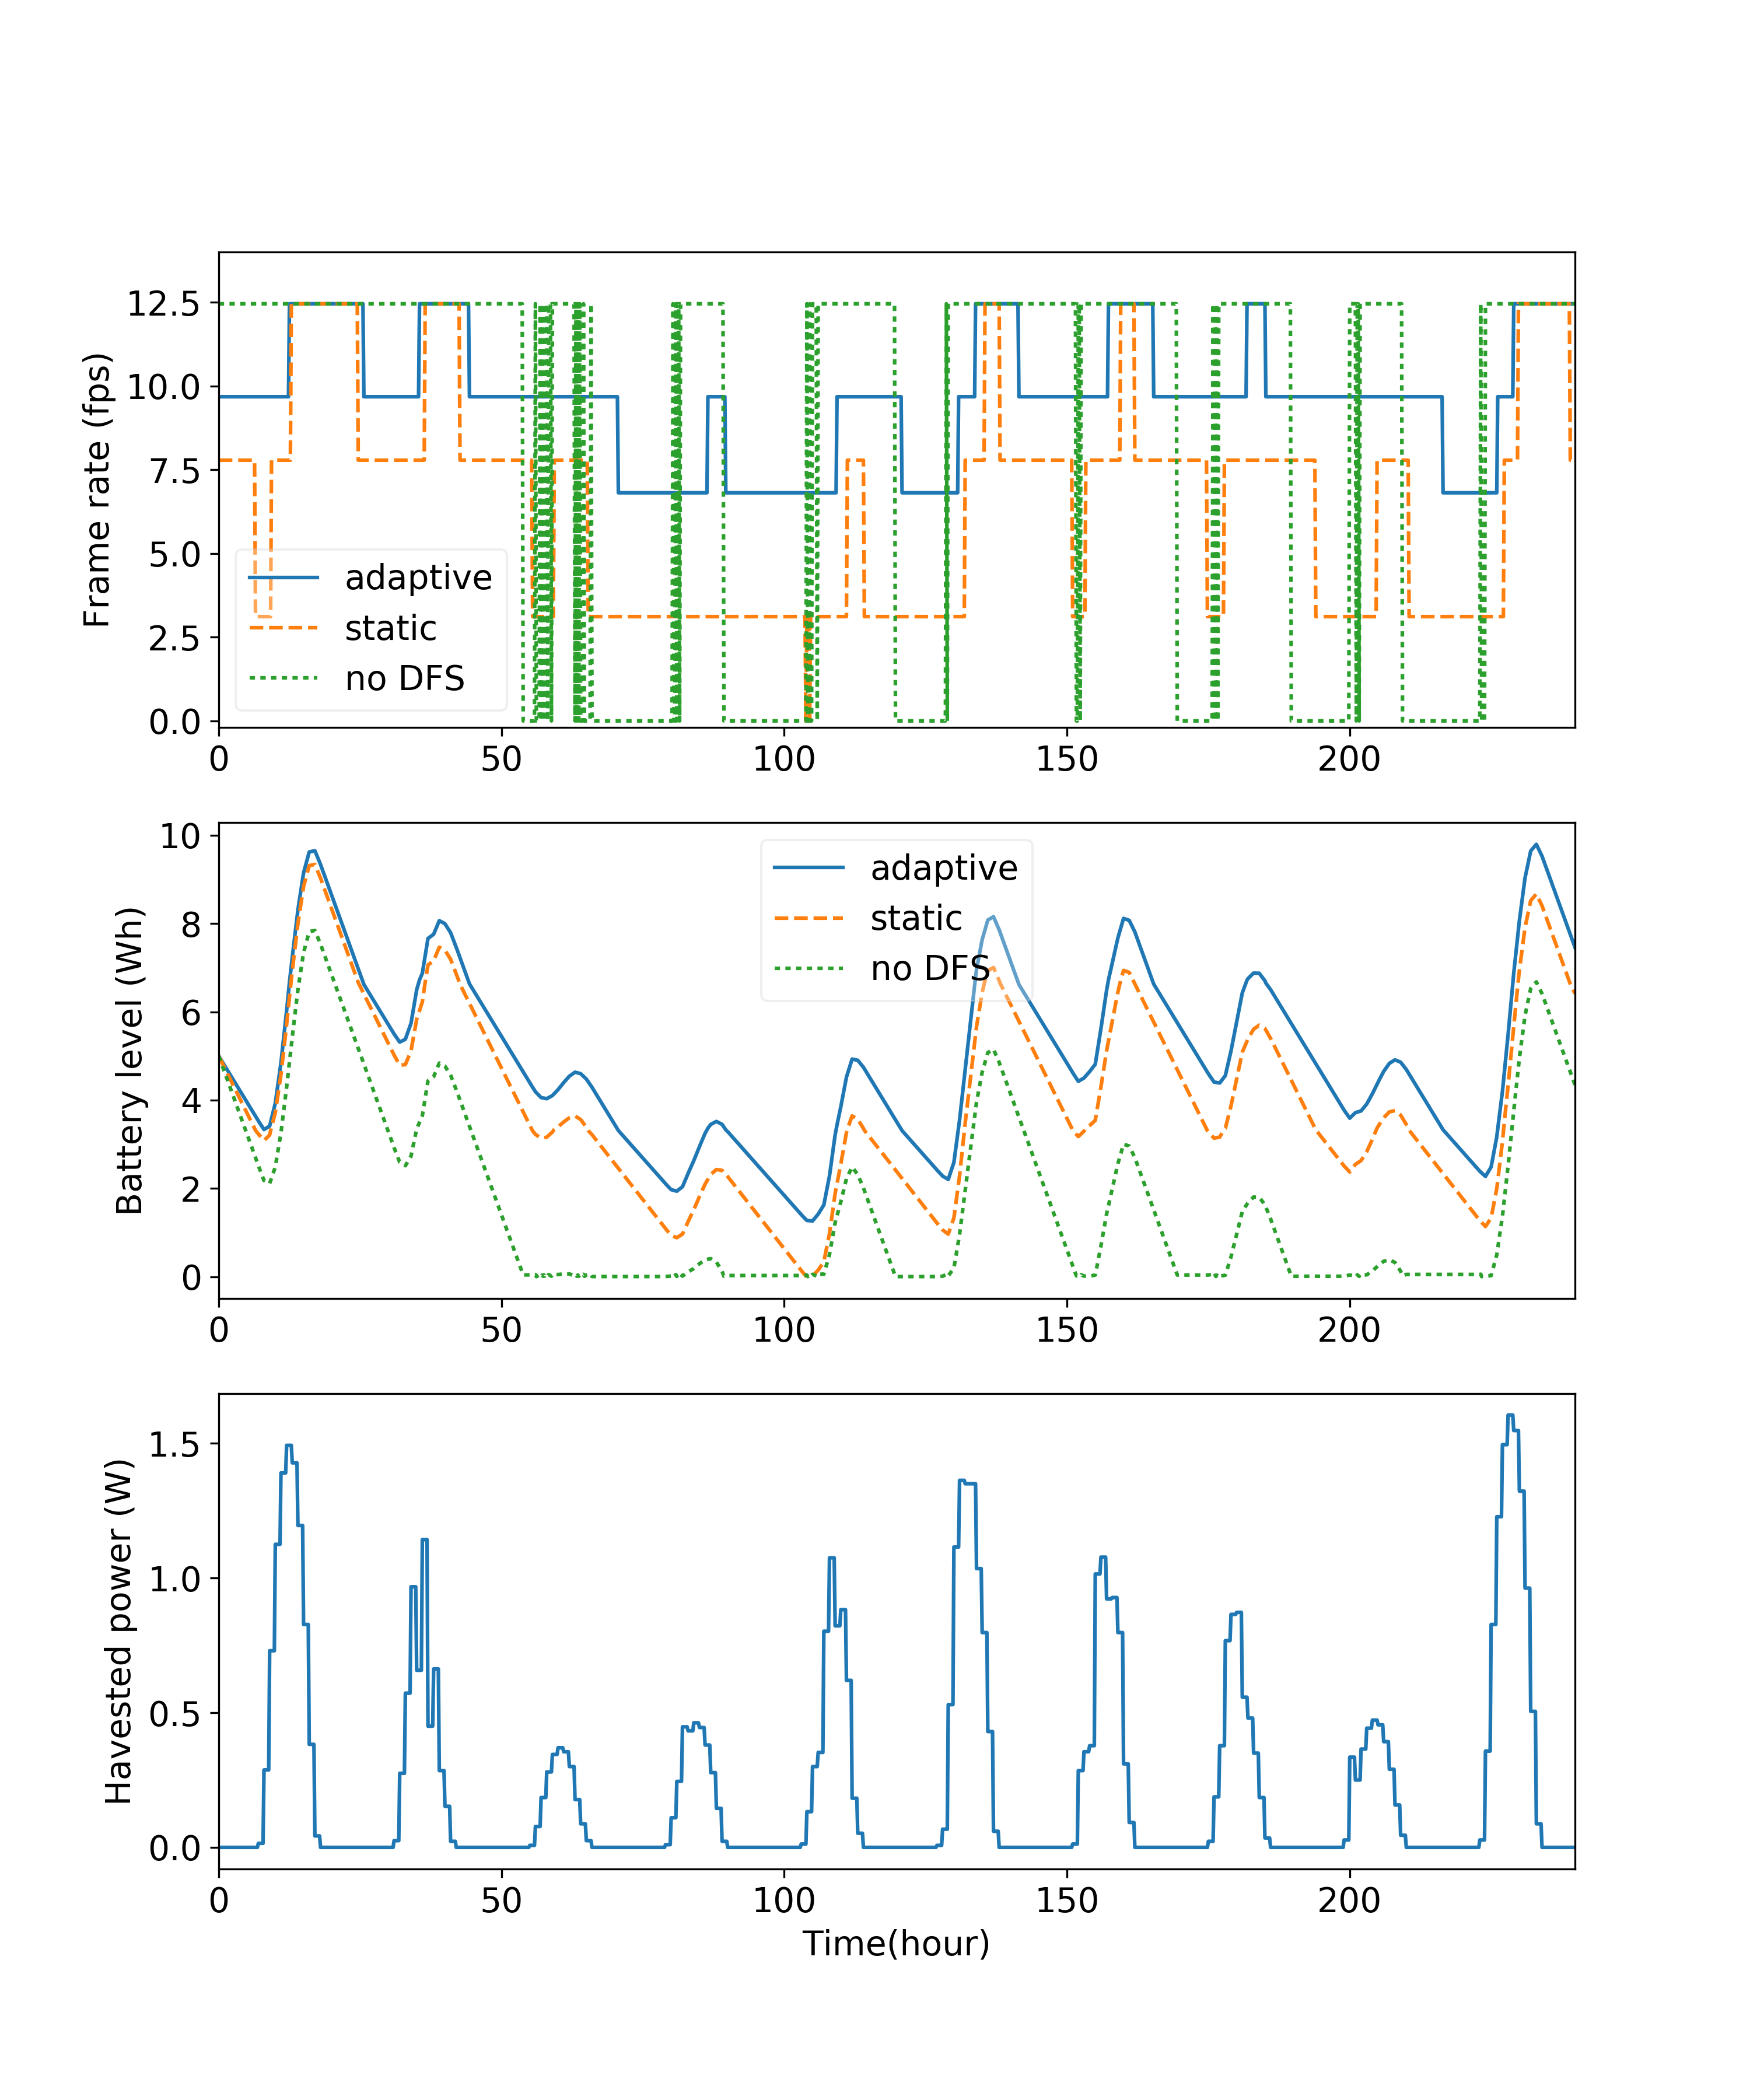 12.5
10.0
7.5
5.0
2.5
0.0
Frame rate (fps)
adaptive
static
no DFS
0 50 100 150 200
10
8
6
4
2
0
Battery level (Wh)
adaptive
static
no DFS
0 50 100 150 200
1.5
1.0
0.5
0.0
Havested power (W)
0 50 100 150 200
Time(hour)